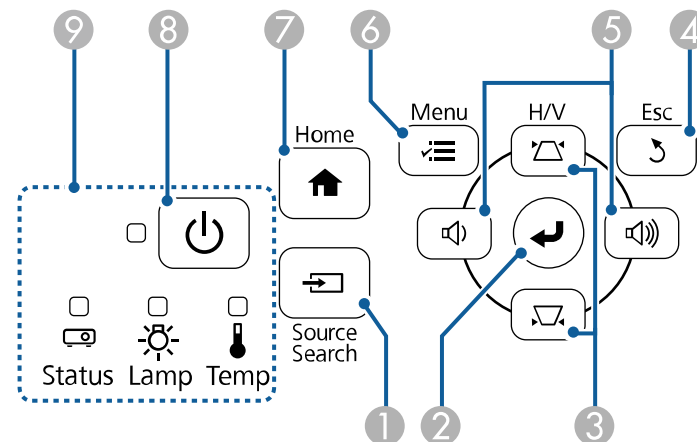 9 8 7 6 5 4
Menu H/V Esc
Home
Source
Search
Status Lamp Temp
1 2 3